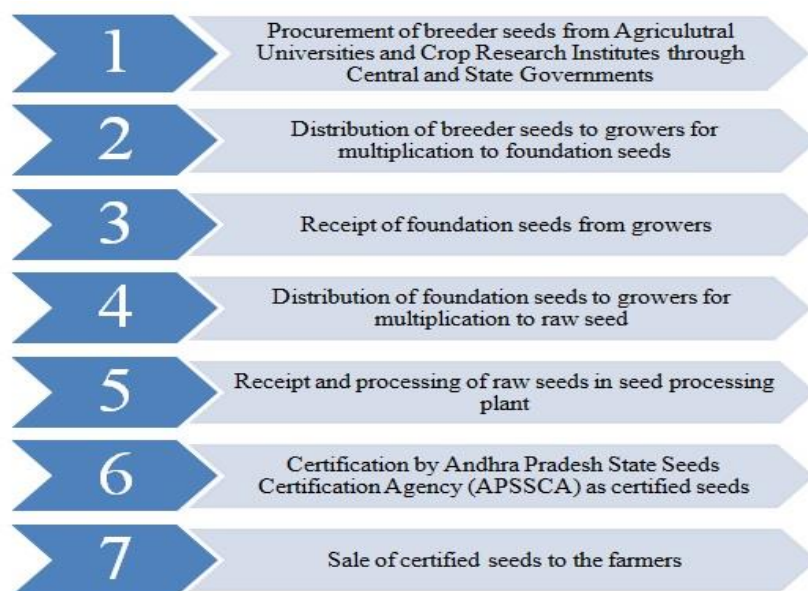 1
Procurement of breeder seeds from Agriculutral
Universities and Crop Research Institutes through
Central and State Governments
2
Distribution of breeder seeds to growers for
multiplication to foundation seeds
3
Receipt of foundation seeds from growers
4
Distribution of foundation seeds to growers for
multiplication to raw seed
5
Receipt and processing of raw seeds in seed processing
plant
6
Certification by Andhra Pradesh State Seeds
Certification Agency (APSSCA) as certified seeds
7
Sale of certified seeds to the farmers